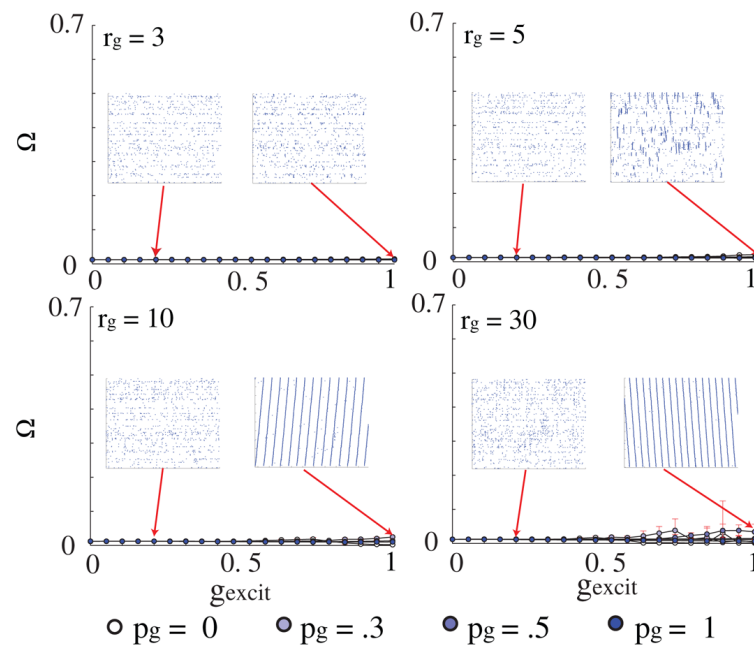 0.7 0.7
rg = 3 rg = 5
Ω
0 0
0 0.5 1 0 0.5 1
0.7 0.7
rg = 10 rg = 30
Ω
0 0
0 0.5 1 0 0.5 1
gexcit gexcit
pg = 0 pg = .3 pg = .5 pg = 1